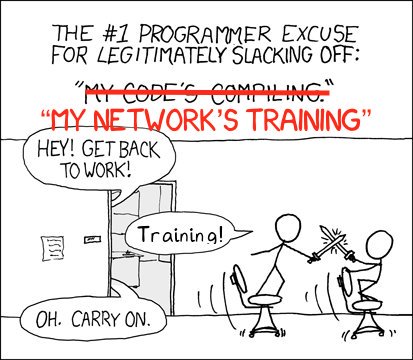 THE #1 PROGRAMMER EXCUSE
FOR LEGITIMATELY SLACKING OFF:
"MY CODE'S COMPILING."
"MY NETWORK'S TRAINING"
HEY! GET BACK
TO WORK!
Training!
OH. CARRY ON.